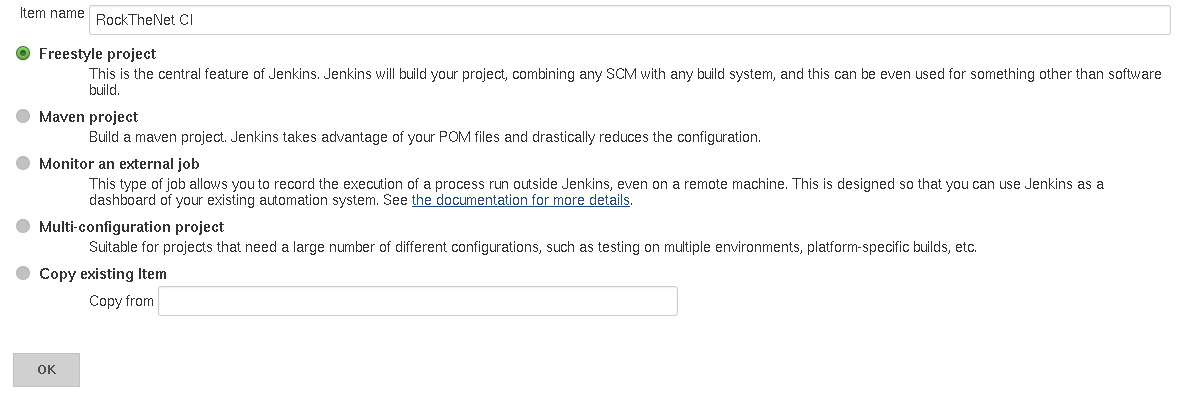 Item name RockTheNet CI
Freestyle project
This is the central feature of Jenkins. Jenkins will build your project, combining any SCM with any build system, and this can be even used for something other than software
build.
Maven project
Build a maven project. Jenkins takes advantage of your POM files and drastically reduces the configuration.
Monitor an external job
This type of job allows you to record the execution of a process run outside Jenkins, even on a remote machine. This is designed so that you can use Jenkins as a
dashboard of your existing automation system. See the documentation for more details.
Multi-configuration project
Suitable for projects that need a large number of different configurations, such as testing on multiple environments, platform-specific builds, etc.
Copy existing Item
Copy from
OK